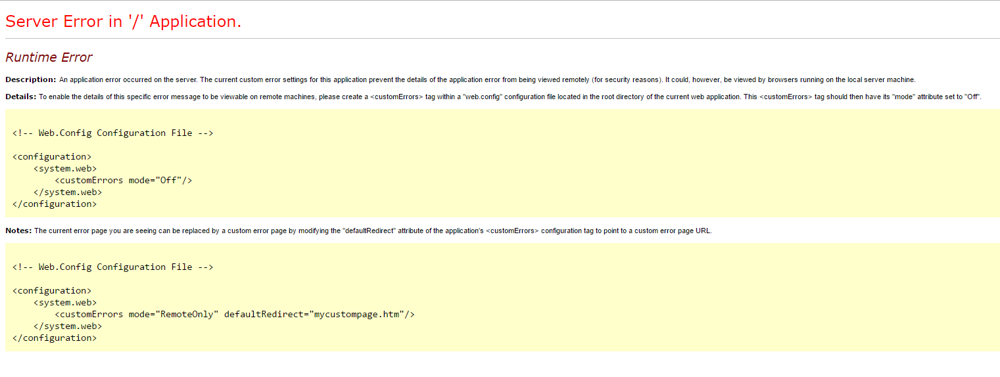 Server Error in '/' Application.
Runtime Error
Description: An application error occurred on the server. The current custom error settings for this application prevent the details of the application error from being viewed remotely (for security reasons). It could, however, be viewed by browsers running on the local server machine.
Details: To enable the details of this specific error message to be viewable on remote machines, please create a <customErrors> tag within a "web.config" configuration file located in the root directory of the current web application. This <customErrors> tag should then have its "mode" attribute set to "Off".
<!-- Web.Config Configuration File -->
<configuration>
    <system.web>
        <customErrors mode="Off"/>
    </system.web>
</configuration>
Notes: The current error page you are seeing can be replaced by a custom error page by modifying the "defaultRedirect" attribute of the application's <customErrors> configuration tag to point to a custom error page URL.
<!-- Web.Config Configuration File -->
<configuration>
    <system.web>
        <customErrors mode="RemoteOnly" defaultRedirect="mycustompage.htm"/>
    </system.web>
</configuration>